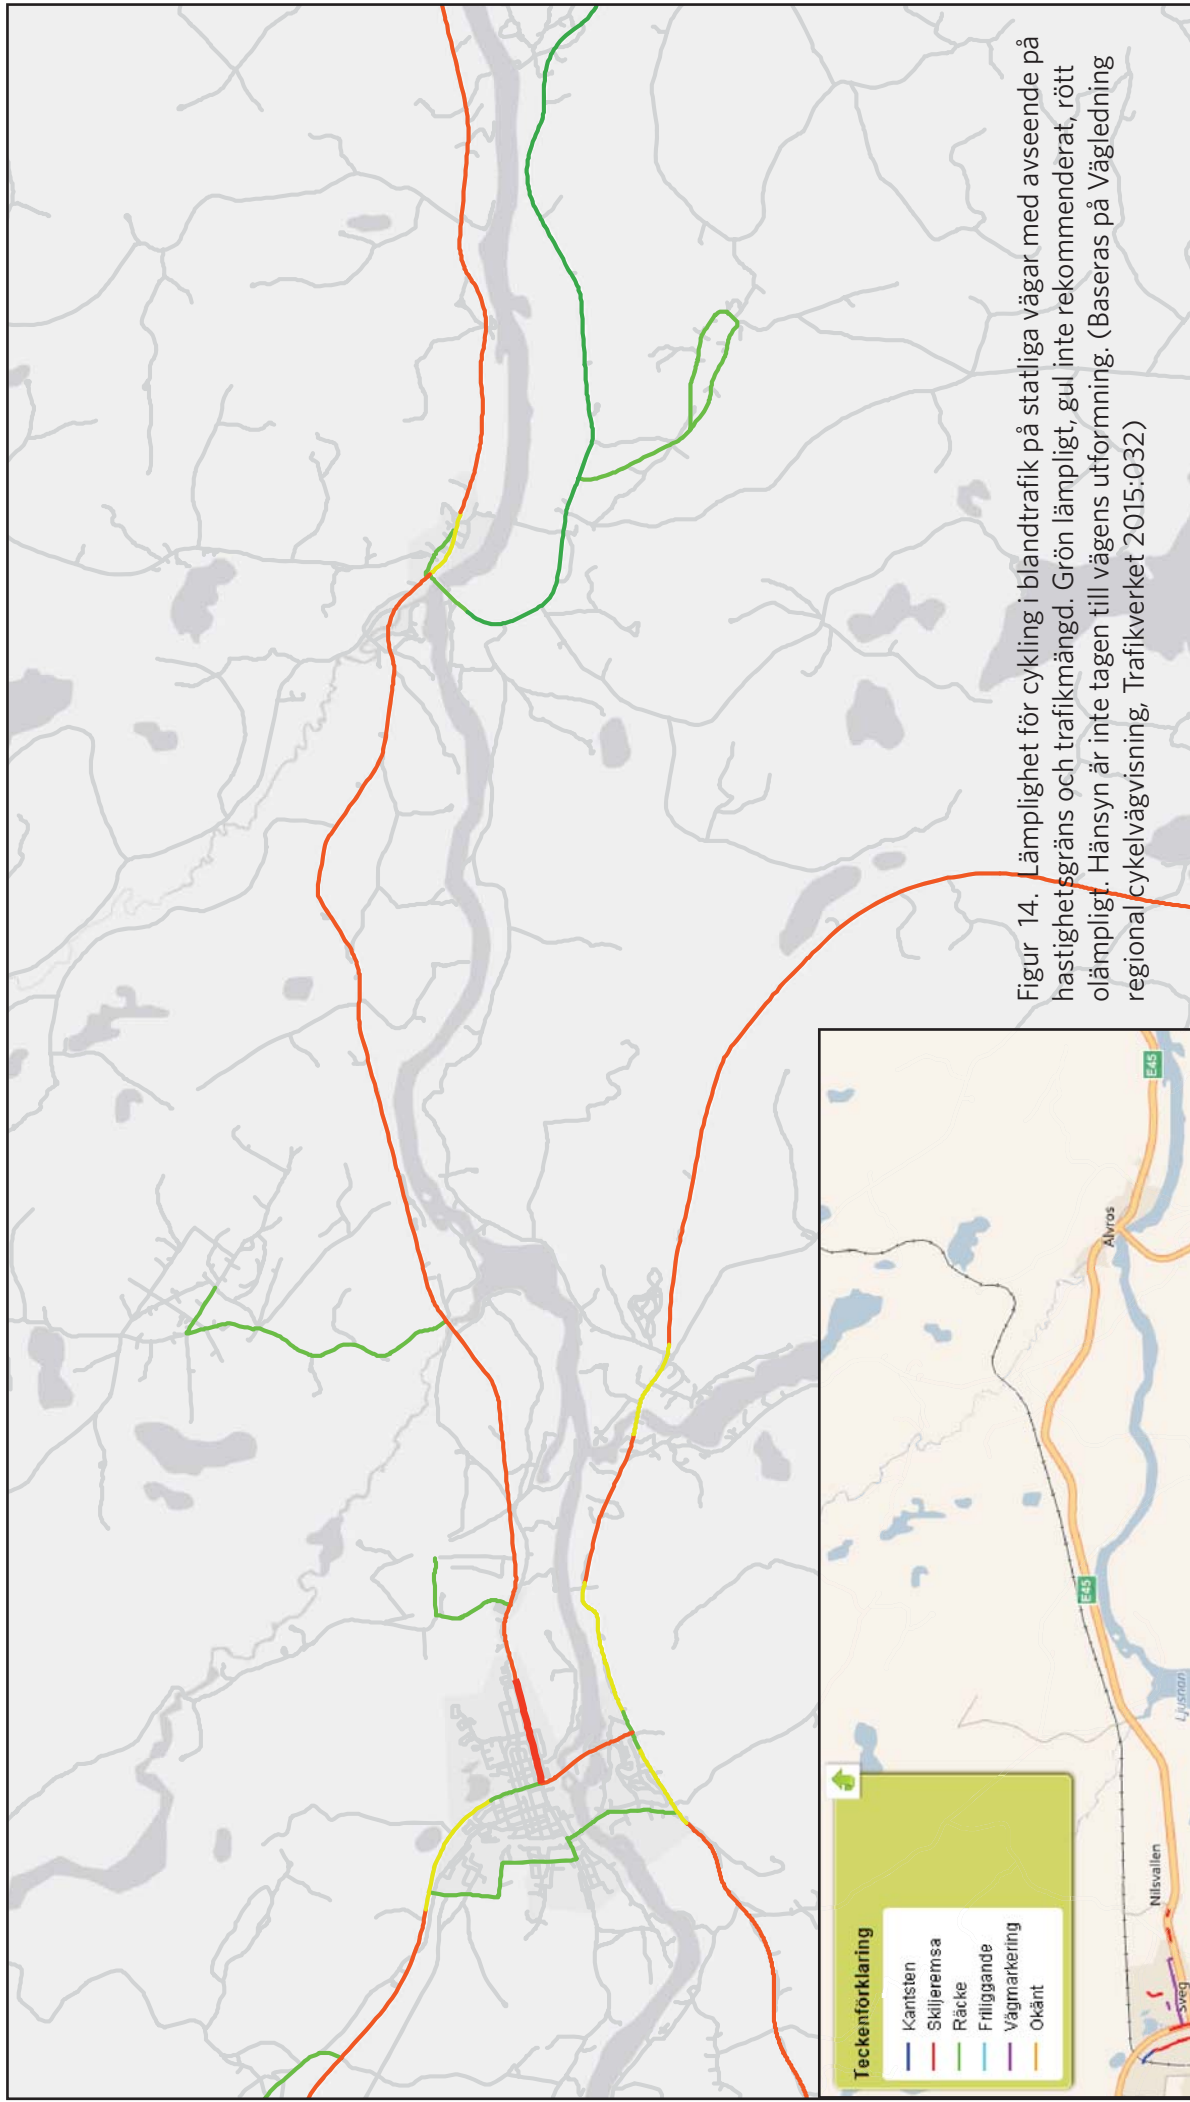 Figur 14. Lämplighet för cykling i blandtrafik på statliga vägar med avseende på
hastighetsgräns och trafikmängd. Grön lämpligt, gul inte rekommenderat, rött
olämpligt. Hänsyn är inte tagen till vägens utformning. (Baseras på Vägledning
regional cykelvägvisning, Trafikverket 2015:032)
Teckenförklaring
Kantsten
Skiljeremsa
Räcke
Friliggande
Vägmarkering
Okänt
Sveg
Nilsvallen
Ljusnan
E45
Älvros
E45